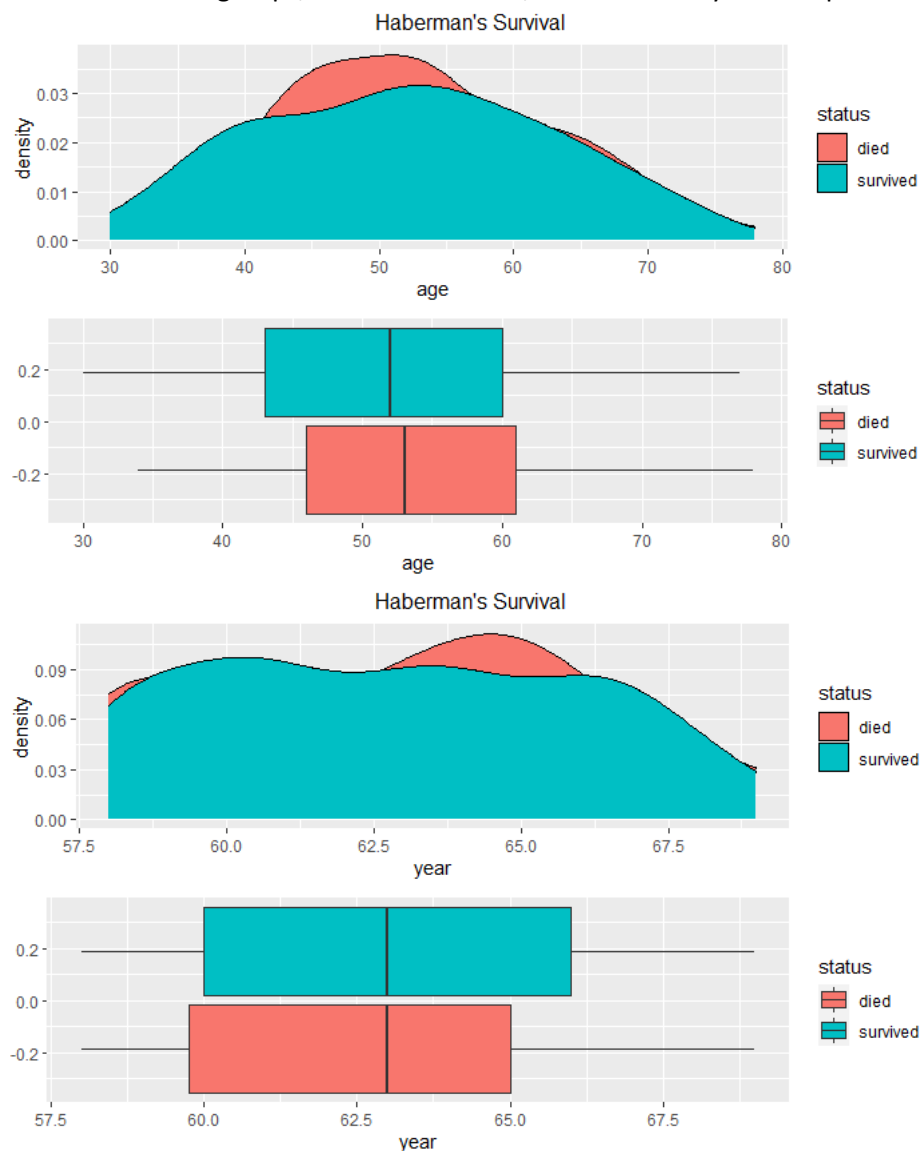 Haberman's Survival
density
0.03
0.02
0.01
0.00
30 40 50 60 70 80
age
status
died
survived
0.2
0.0
-0.2
30 40 50 60 70 80
age
status
died
survived
Haberman's Survival
density
0.09
0.06
0.03
0.00
57.5 60.0 62.5 65.0 67.5
year
status
died
survived
0.2
0.0
-0.2
57.5 60.0 62.5 65.0 67.5
year
status
died
survived